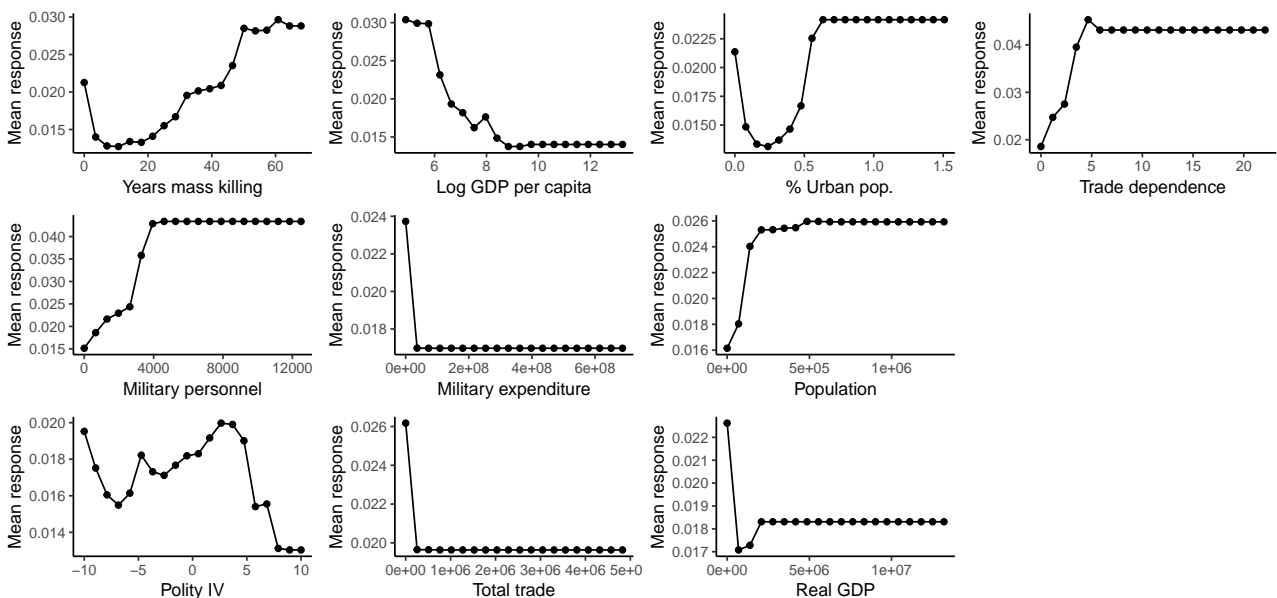 Mean response
0.030
0.025
0.020
0.015
0 20 40 60
Years mass killing
Mean response
0.030
0.025
0.020
0.015
6 8 10 12
Log GDP per capita
Mean response
0.0225
0.0200
0.0175
0.0150
0.0 0.5 1.0 1.5
% Urban pop.
Mean response
0.04
0.03
0.02
0 5 10 15 20
Trade dependence
Mean response
0.040
0.035
0.030
0.025
0.020
0.015
0 4000 8000 12000
Military personnel
Mean response
0.024
0.022
0.020
0.018
0e+00 2e+08 4e+08 6e+08
Military expenditure
Mean response
0.026
0.024
0.022
0.020
0.018
0.016
0e+00 5e+05 1e+06
Population
Mean response
0.020
0.018
0.016
0.014
−10 −5 0 5 10
Polity IV
Mean response
0.026
0.024
0.022
0.020
0e+00 1e+06 2e+06 3e+06 4e+06 5e+0
Total trade
Mean response
0.022
0.021
0.020
0.019
0.018
0.017
0e+00 5e+06 1e+07
Real GDP